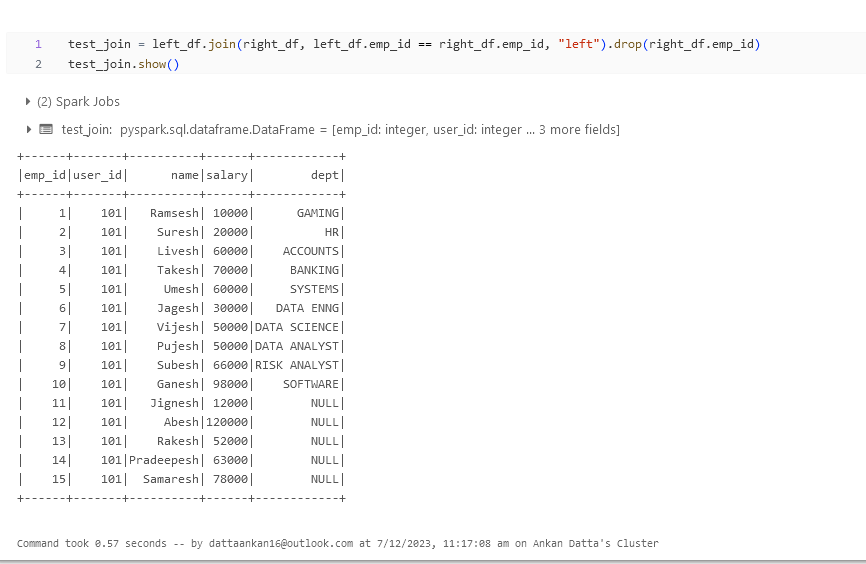 1 test_join = left_df.join(right_df, left_df.emp_id == right_df.emp_id, "left").drop(right_df.emp_id)
2 test_join.show()
(2) Spark Jobs
test_join: pyspark.sql.dataframe.DataFrame = [emp_id: integer, user_id: integer ... 3 more fields]
+------+-------+----------+------+------------+
|emp_id|user_id|      name|salary|        dept|
+------+-------+----------+------+------------+
|     1|    101|   Ramsesh| 10000|      GAMING|
|     2|    101|    Suresh| 20000|          HR|
|     3|    101|    Livesh| 60000|    ACCOUNTS|
|     4|    101|    Takesh| 70000|     BANKING|
|     5|    101|     Umesh| 60000|     SYSTEMS|
|     6|    101|    Jagesh| 30000|   DATA ENNG|
|     7|    101|    Vijesh| 50000|DATA SCIENCE|
|     8|    101|    Pujesh| 50000|DATA ANALYST|
|     9|    101|    Subesh| 66000|RISK ANALYST|
|    10|    101|    Ganesh| 98000|    SOFTWARE|
|    11|    101|   Jignesh| 12000|        NULL|
|    12|    101|     Abesh|120000|        NULL|
|    13|    101|    Rakesh| 52000|        NULL|
|    14|    101|Pradeepesh| 63000|        NULL|
|    15|    101|  Samaresh| 78000|        NULL|
+------+-------+----------+------+------------+
Command took 0.57 seconds -- by dattaankan16@outlook.com at 7/12/2023, 11:17:08 am on Ankan Datta's Cluster